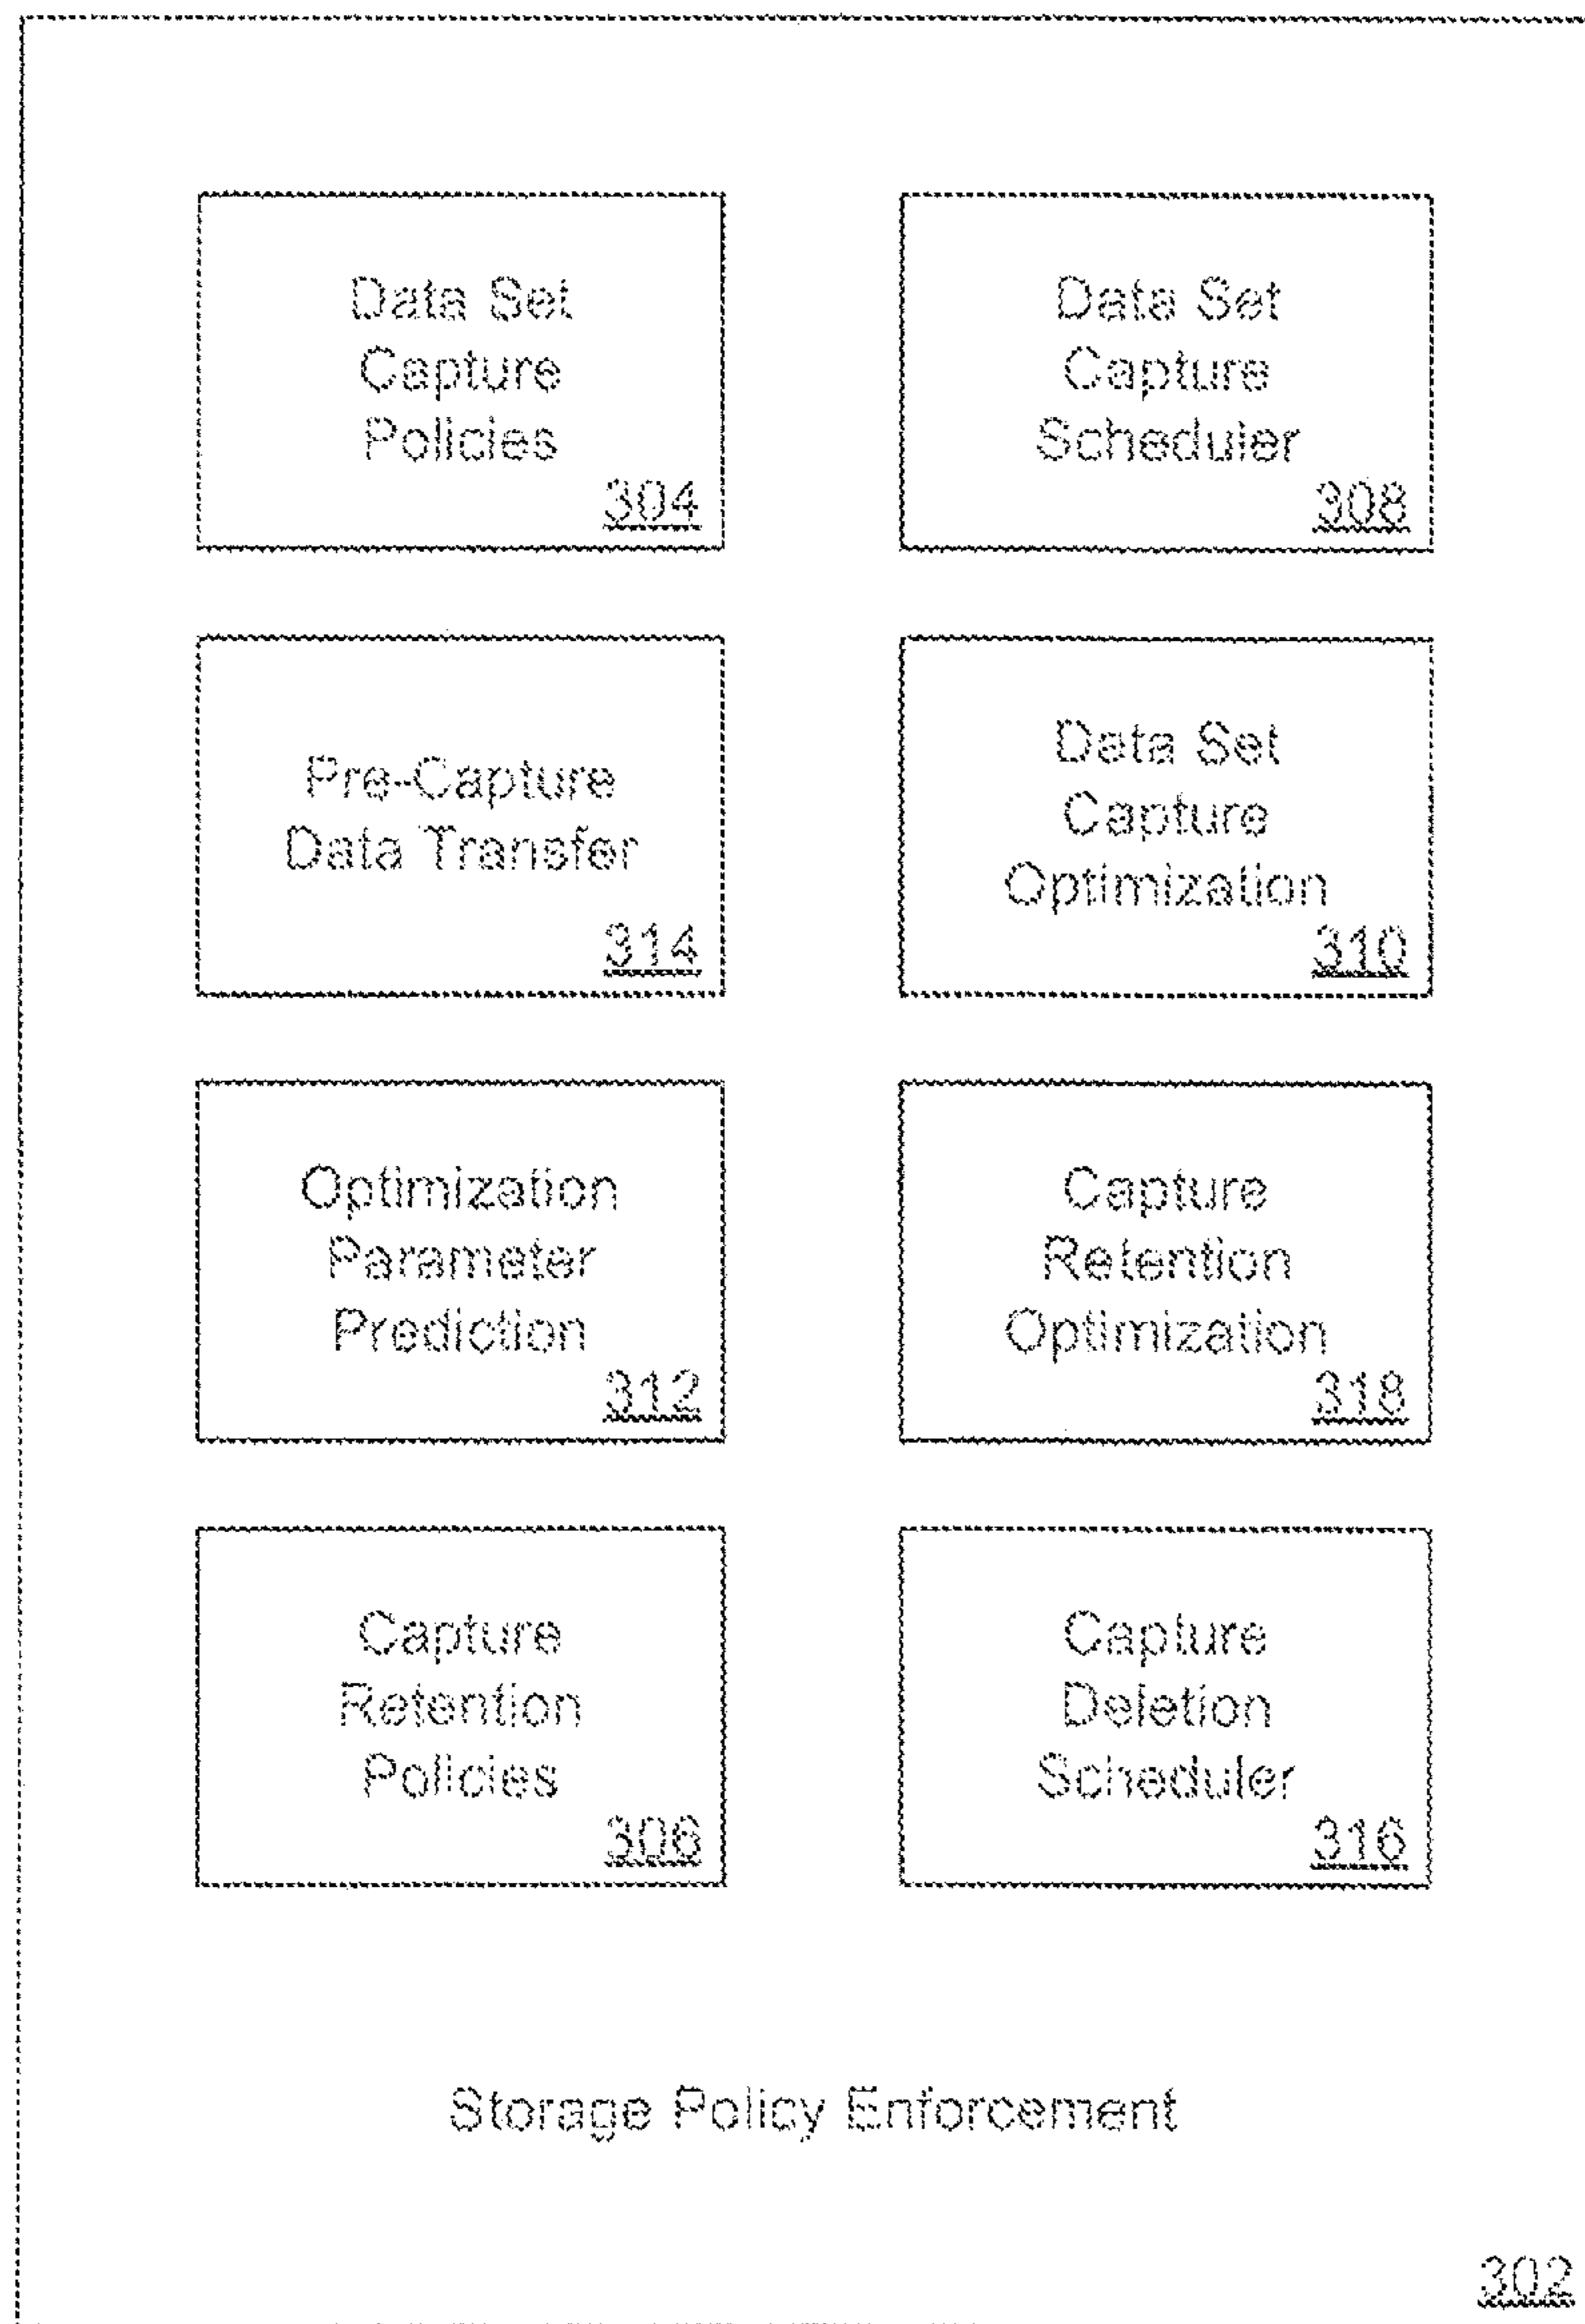 Data Set
Capture
Policies
304
Data Set
Capture
Scheduler
308
Pre-Capture
Data Transfer
314
Data Set
Capture
Optimization
310
Optimization
Parameter
Prediction
312
Capture
Retention
Optimization
318
Capture
Retention
Policies
306
Capture
Deletion
Scheduler
316
Storage Policy Enforcement
302